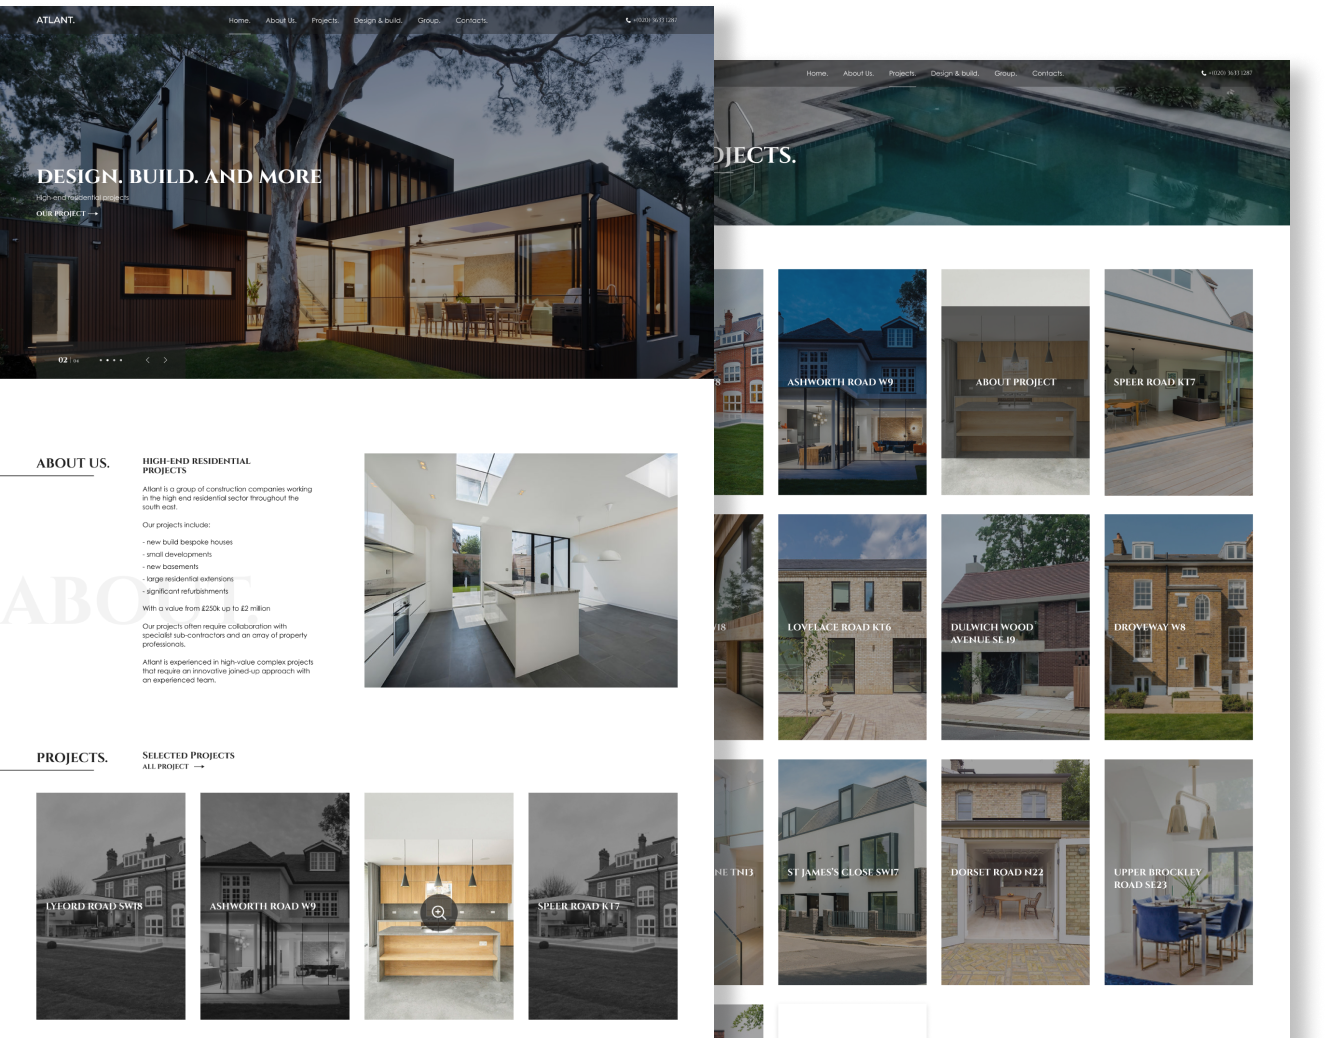 ATLANT.
Home. About Us. Projects. Design & build. Group. Contacts.
+(020) 3633 1287
DESIGN. BUILD. AND MORE
High-end residential projects
OUR PROJECT
02 | 04
ABOUT US.
HIGH-END RESIDENTIAL
PROJECTS
Atlant is a group of construction companies working
in the high end residential sector throughout the
south east.
Our projects include:
- new build bespoke houses
- small developments
- new basements
- large residential extensions
- significant refurbishments
With a value from £250k up to £2 million
Our projects often require collaboration with
specialist sub-contractors and an array of property
professionals.
Atlant is experienced in high-value complex projects
that require an innovative joined-up approach with
an experienced team.
ABOUT.
PROJECTS.
SELECTED PROJECTS
ALL PROJECT
LYFORD ROAD SW18
ASHWORTH ROAD W9
SPEER ROAD KT7
Home. About Us. Projects. Design & build. Group. Contacts.
+(020) 3633 1287
OJECTS.
8
ASHWORTH ROAD W9
ABOUT PROJECT
SPEER ROAD KT7
18
LOVELACE ROAD KT6
DULWICH WOOD
AVENUE SE 19
DROVEWAY W8
NE TN13
ST JAMES'S CLOSE SW17
DORSET ROAD N22
UPPER BROCKLEY
ROAD SE23